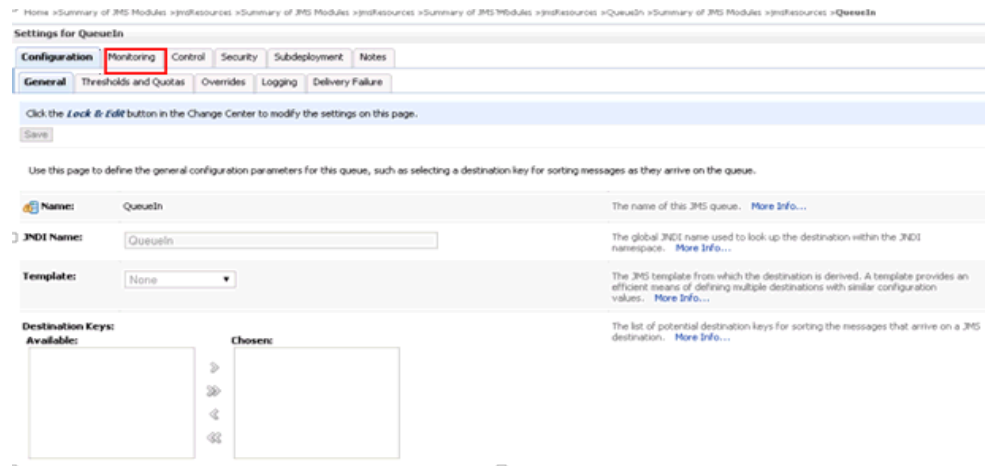 Home »Summary of JMS Modules »jmsResources »Summary of JMS Modules »jmsResources »Summary of JMS Modules »jmsResources »QueueIn »Summary of JMS Modules »jmsResources »QueueIn
Settings for QueueIn
Configuration Monitoring Control Security Subdeployment Notes
General Thresholds and Quotas Overrides Logging Delivery Failure
Click the Lock & Edit button in the Change Center to modify the settings on this page.
Save
Use this page to define the general configuration parameters for this queue, such as selecting a destination key for sorting messages as they arrive on the queue.
Name: QueueIn The name of this JMS queue. More Info...
JNDI Name: QueueIn The global JNDI name used to look up the destination within the JNDI
namespace. More Info...
Template: None The JMS template from which the destination is derived. A template provides an
efficient means of defining multiple destinations with similar configuration
values. More Info...
Destination Keys: The list of potential destination keys for sorting the messages that arrive on a JMS
destination. More Info...
Available: Chosen: